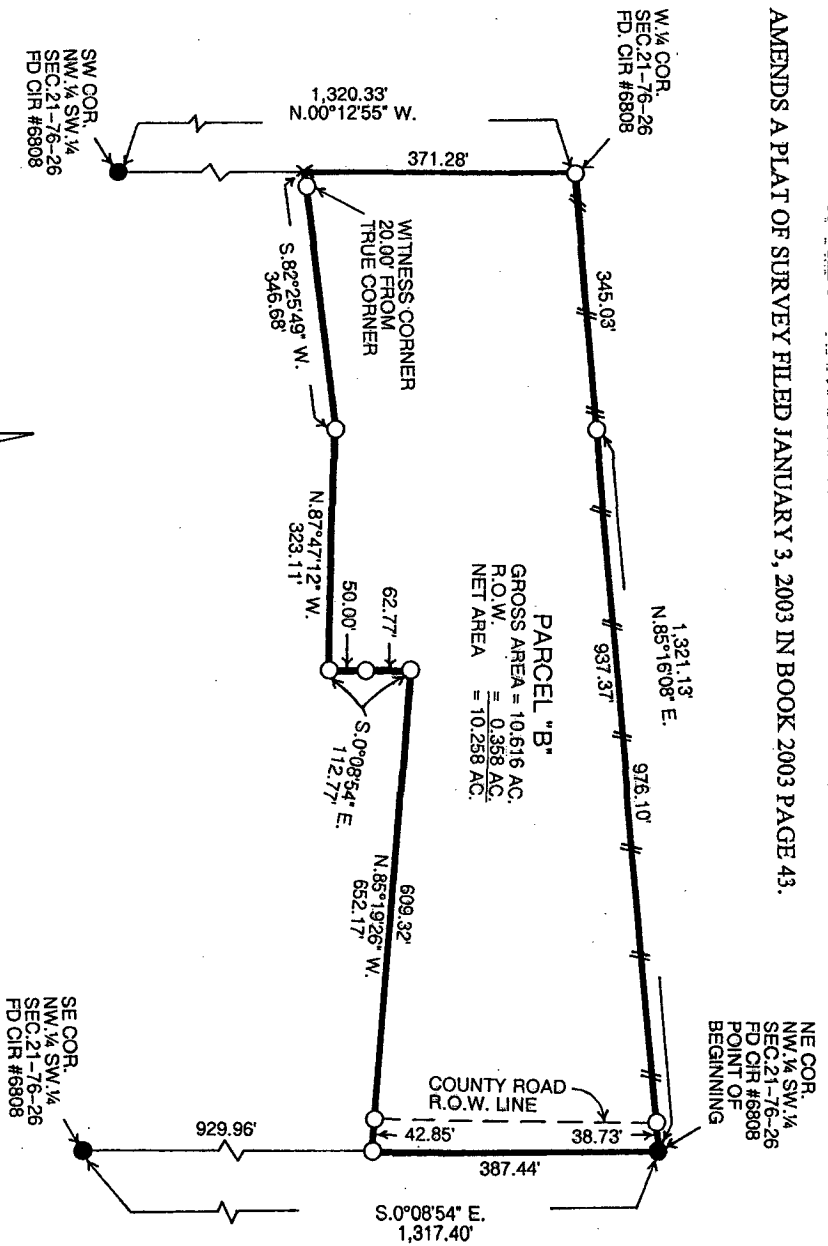 AMENDS A PLAT OF SURVEY FILED JANUARY 3, 2003 IN BOOK 2003 PAGE 43.
W.¼ COR.
SEC.21–76–26
FD. CIR #6808
NE COR.
NW.¼ SW.¼
SEC.21–76–26
FD CIR #6808
POINT OF
BEGINNING
1,321.13'
N.85°16'08" E.
345.03'
937.37'
976.10'
371.28'
1,320.33'
N.00°12'55" W.
WITNESS CORNER
20.00' FROM
TRUE CORNER
S.82°25'49" W.
346.68'
N.87°47'12" W.
323.11'
62.77'
50.00'
S.0°08'54" E.
112.77'
PARCEL "B"
GROSS AREA = 10.616 AC.
R.O.W. = 0.358 AC.
NET AREA = 10.258 AC.
609.32'
N.85°19'26" W.
652.17'
COUNTY ROAD
R.O.W. LINE
42.85'
38.73'
387.44'
929.96'
S.0°08'54" E.
1,317.40'
SW COR.
NW.¼ SW.¼
SEC.21–76–26
FD CIR #6808
SE COR.
NW.¼ SW.¼
SEC.21–76–26
FD CIR #6808